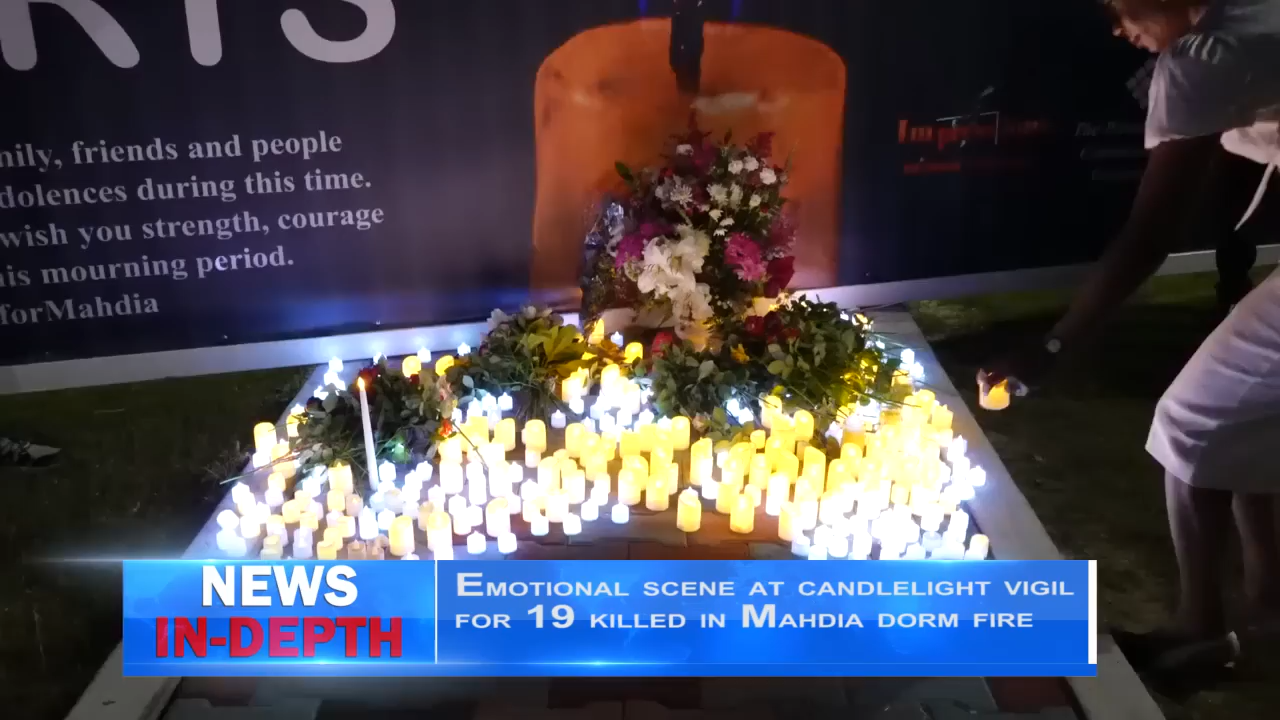 RTS
nily, friends and people
dolences during this time.
wish you strength, courage
his mourning period.
forMahdia
NEWS
IN-DEPTH
EMOTIONAL SCENE AT CANDLELIGHT VIGIL
FOR 19 KILLED IN MAHDIA DORM FIRE